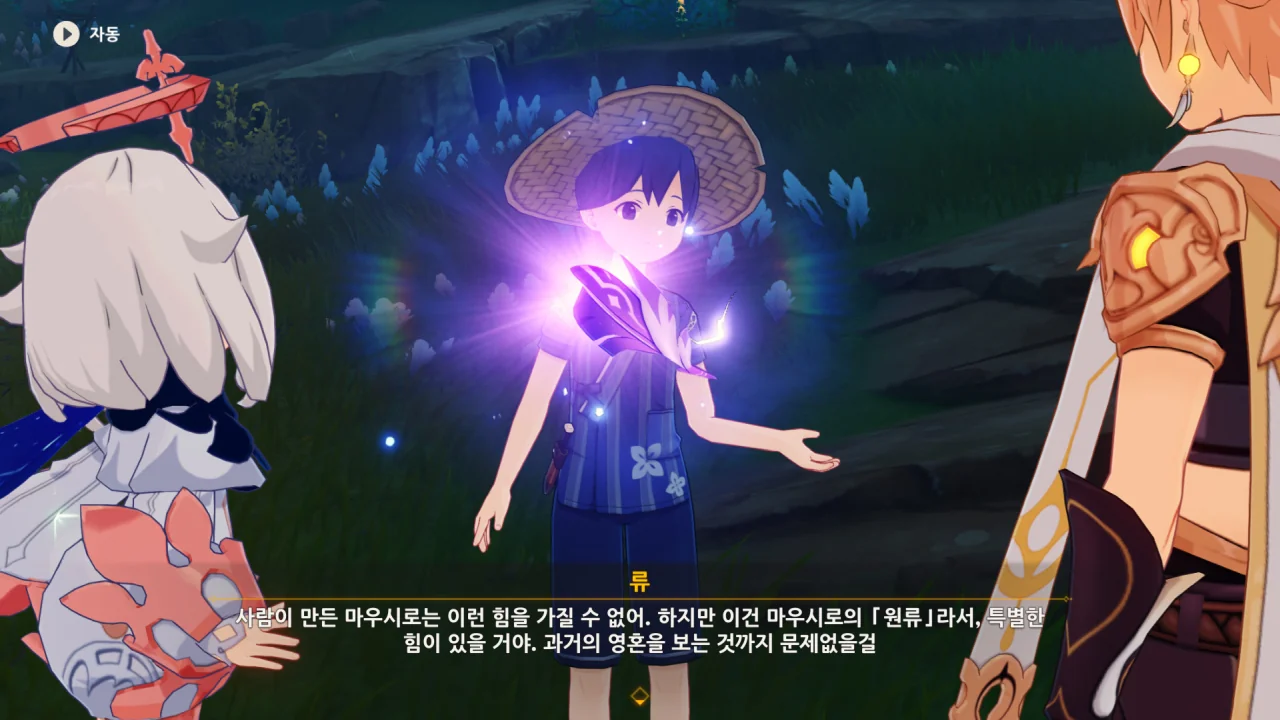 자동
류
사람이 만든 마우시로는 이런 힘을 가질 수 없어. 하지만 이건 마우시로의 「원류」라서, 특별한
힘이 있을 거야. 과거의 영혼을 보는 것까지 문제없을걸